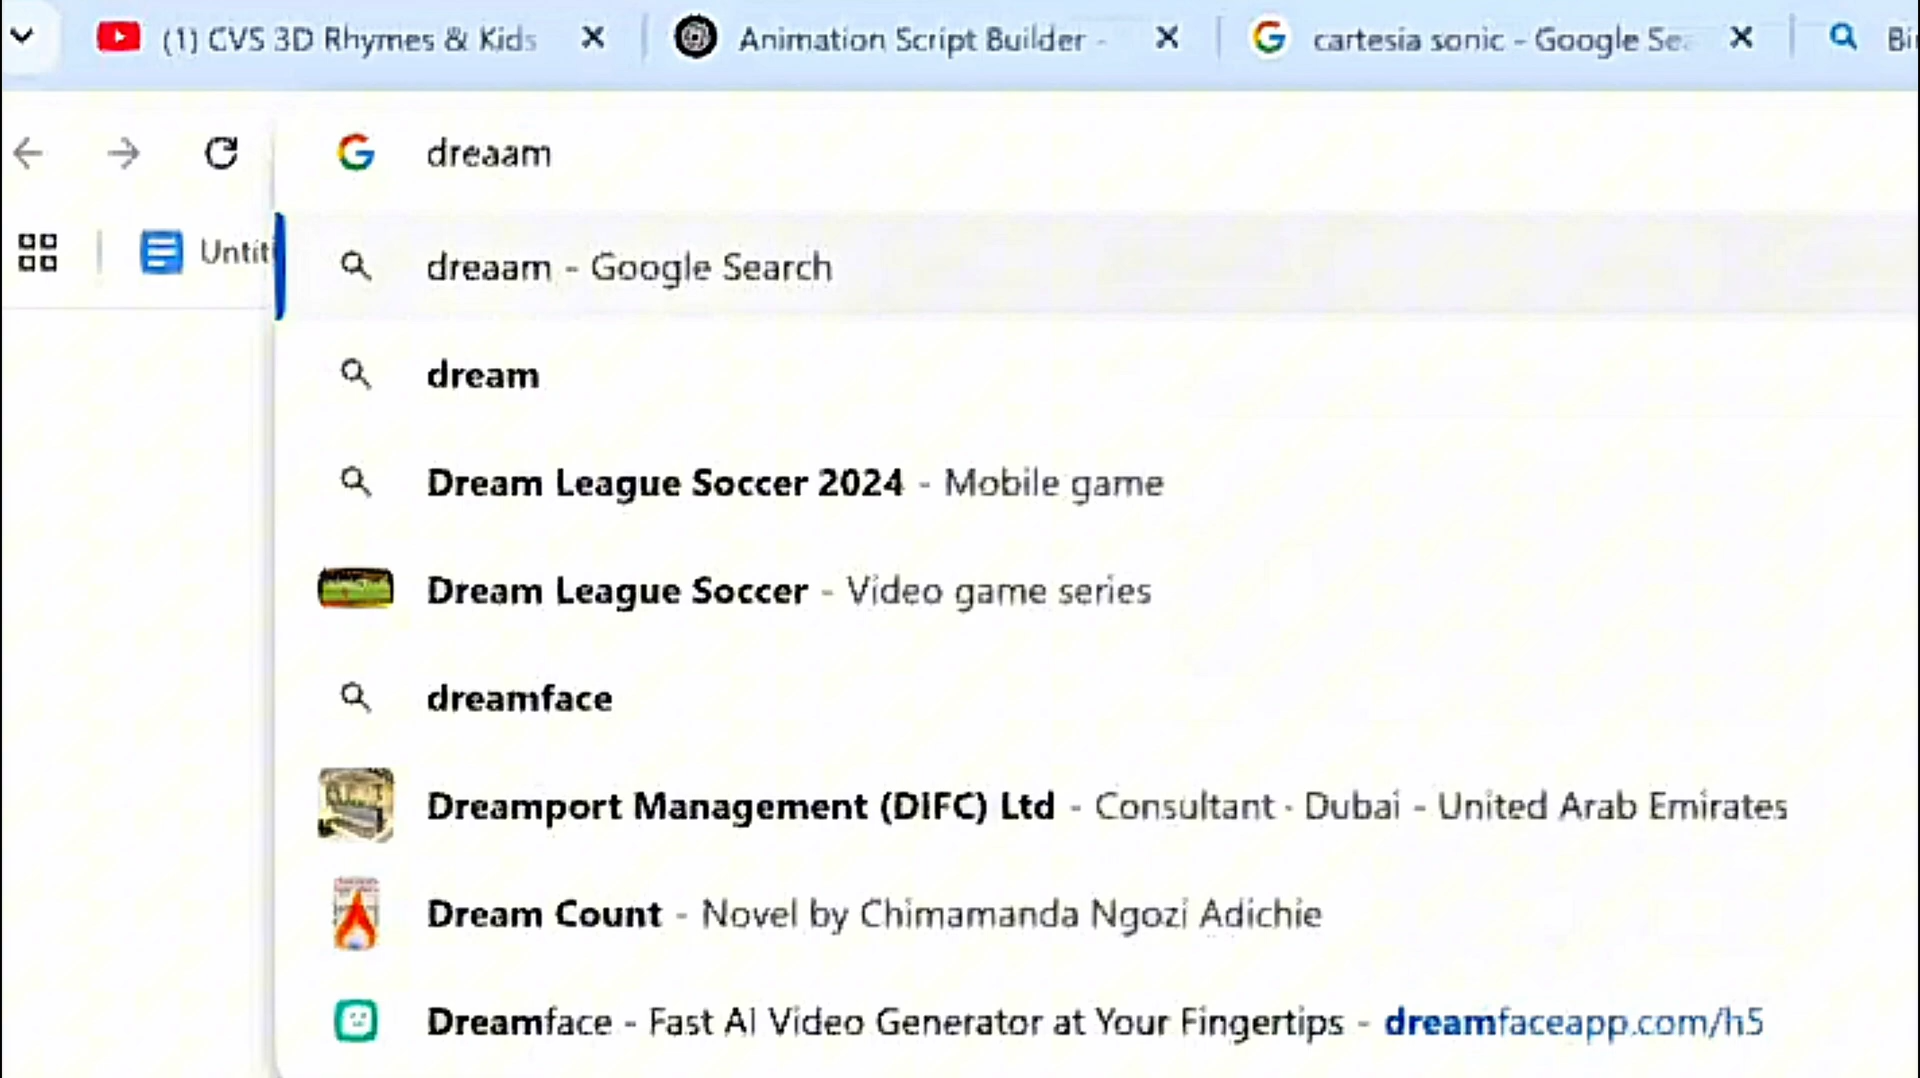 (1) CVS 3D Rhymes & Kids
Animation Script Builder -
cartesia sonic - Google Se
Bi
dreaam
Untit
dreaam - Google Search
dream
Dream League Soccer 2024 - Mobile game
Dream League Soccer - Video game series
dreamface
Dreamport Management (DIFC) Ltd - Consultant · Dubai - United Arab Emirates
Dream Count - Novel by Chimamanda Ngozi Adichie
Dreamface - Fast AI Video Generator at Your Fingertips - dreamfaceapp.com/h5